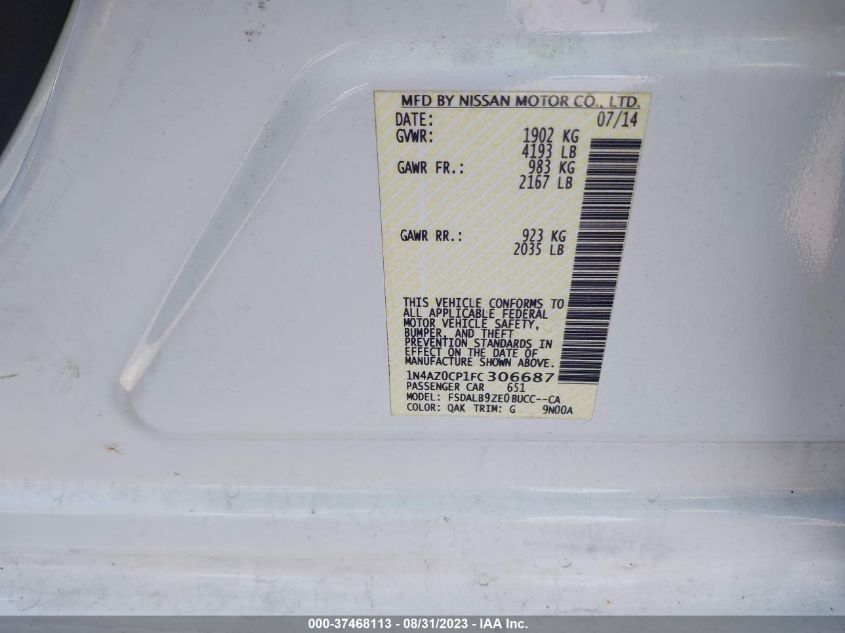 MFD BY NISSAN MOTOR CO., LTD.
DATE: 07/14
GVWR: 1902 KG
4193 LB
GAWR FR.: 983 KG
2167 LB
GAWR RR.: 923 KG
2035 LB
THIS VEHICLE CONFORMS TO
ALL APPLICABLE FEDERAL
MOTOR VEHICLE SAFETY,
BUMPER, AND THEFT
PREVENTION STANDARDS IN
EFFECT ON THE DATE OF
MANUFACTURE SHOWN ABOVE.
1N4AZ0CP1FC306687
PASSENGER CAR 651
MODEL: FSDALB9ZE0BUCC--CA
COLOR: QAK TRIM: G 9N00A
000-37468113 - 08/31/2023 - IAA Inc.